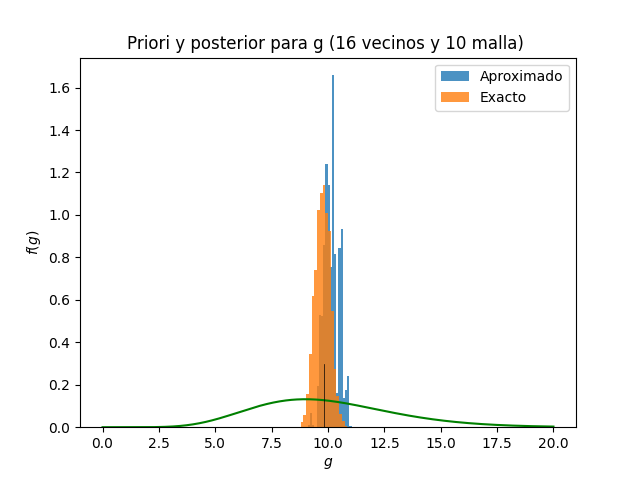 Priori y posterior para g (16 vecinos y 10 malla)
Aproximado
Exacto
f(g)
1.6
1.4
1.2
1.0
0.8
0.6
0.4
0.2
0.0
0.0 2.5 5.0 7.5 10.0 12.5 15.0 17.5 20.0
g